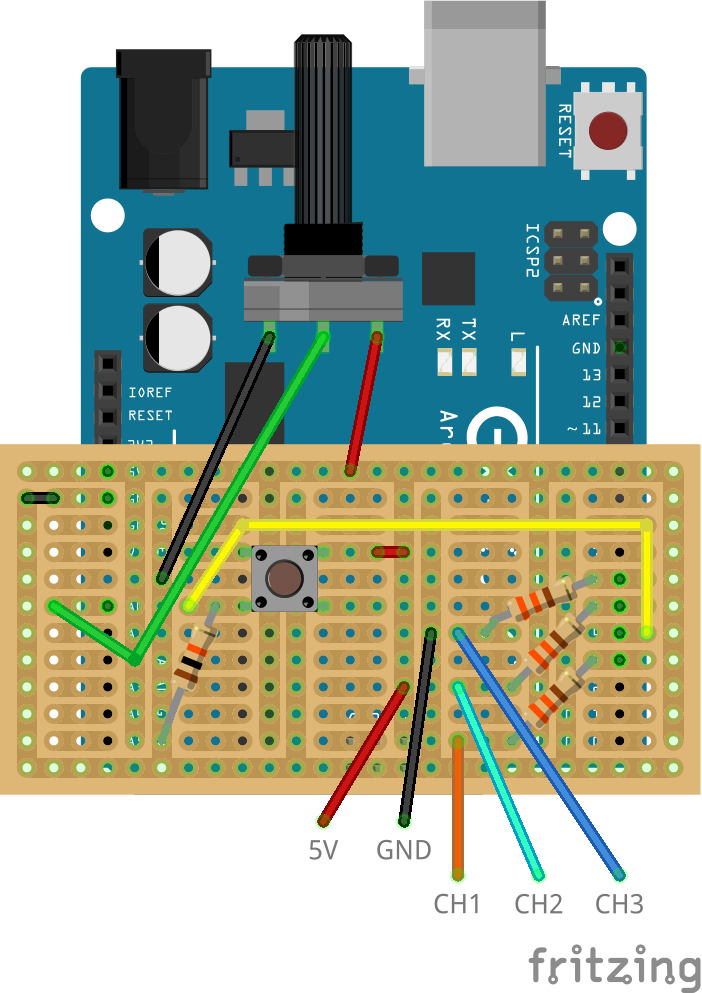 RESET
ICSP2
RX TX L
AREF
GND
13
12
~11
IOREF
RESET
5V GND
CH1 CH2 CH3
fritzing